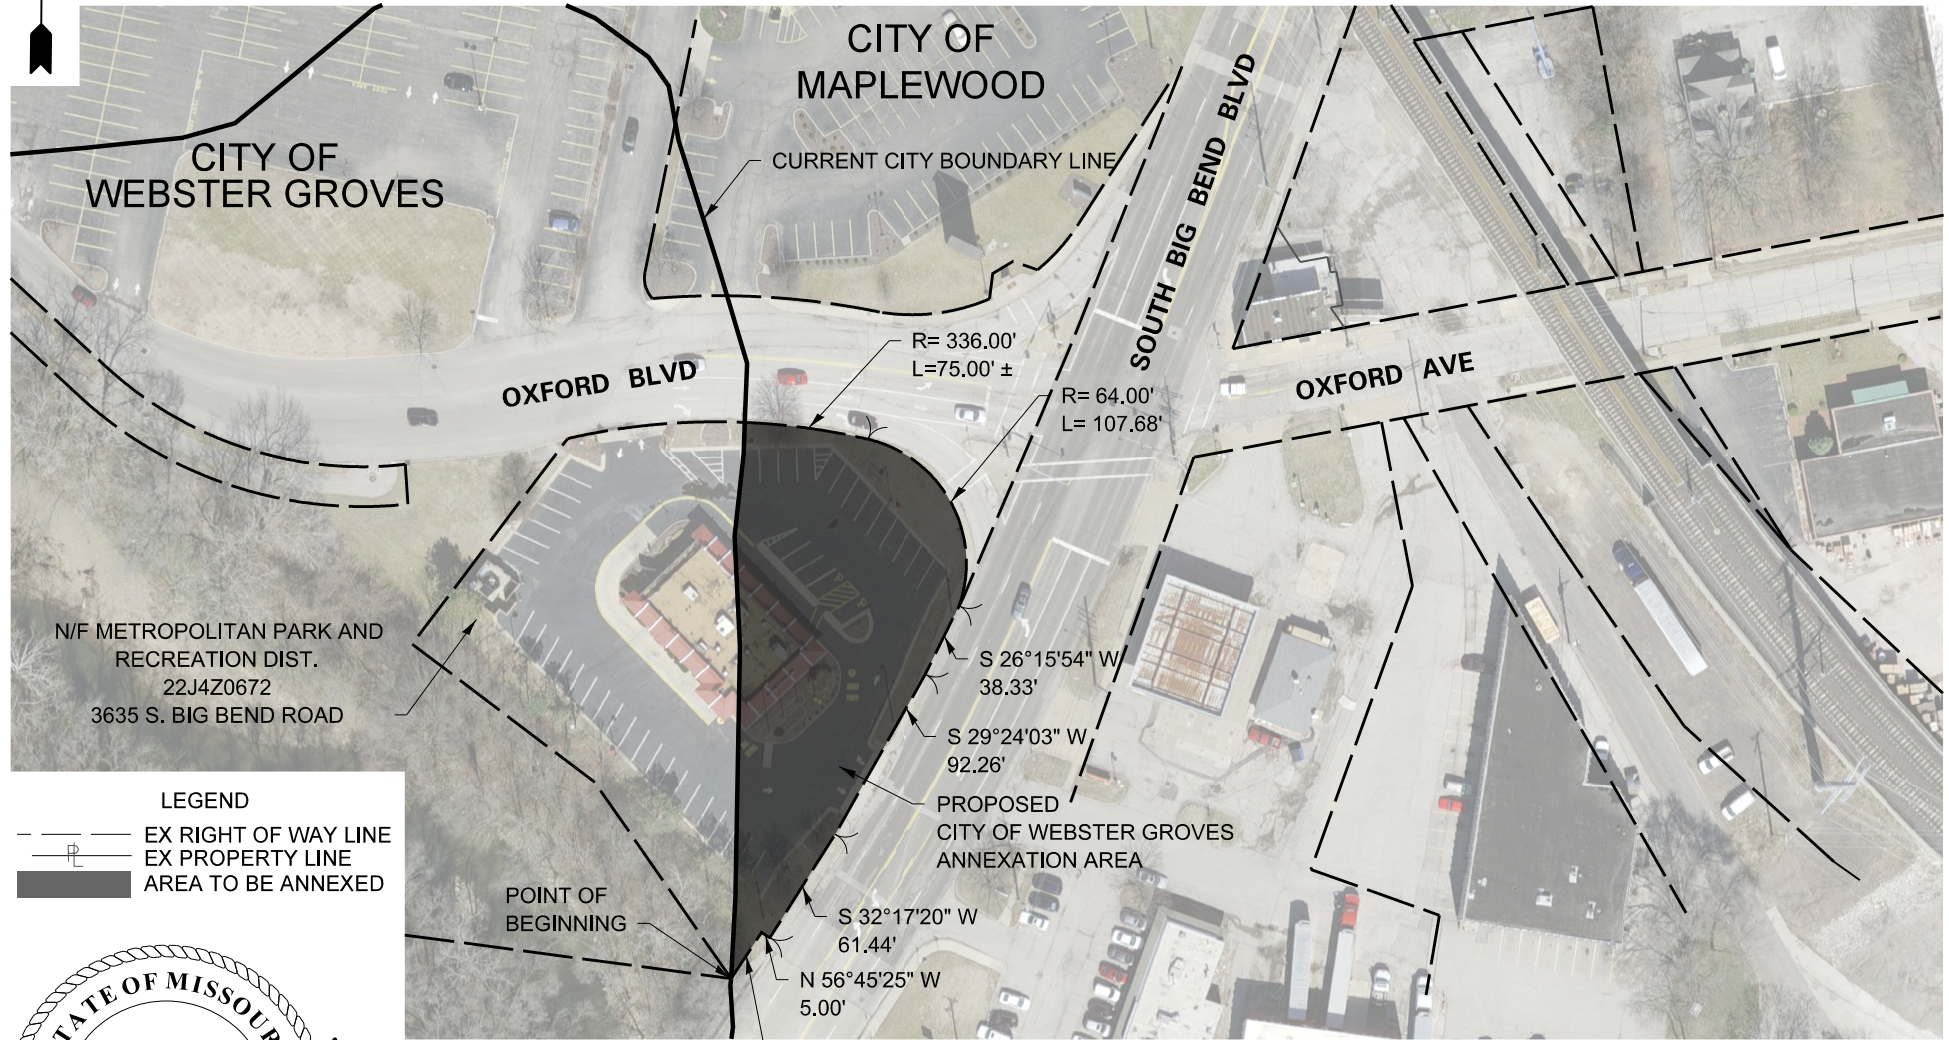 CITY OF
MAPLEWOOD
CITY OF
WEBSTER GROVES
CURRENT CITY BOUNDARY LINE
SOUTH BIG BEND BLVD
R= 336.00'
L=75.00' ±
OXFORD BLVD
OXFORD AVE
R= 64.00'
L= 107.68'
N/F METROPOLITAN PARK AND
RECREATION DIST.
22J4Z0672
3635 S. BIG BEND ROAD
S 26°15'54" W
38.33'
S 29°24'03" W
92.26'
PROPOSED
CITY OF WEBSTER GROVES
ANNEXATION AREA
LEGEND
EX RIGHT OF WAY LINE
PL
EX PROPERTY LINE
AREA TO BE ANNEXED
POINT OF
BEGINNING
S 32°17'20" W
61.44'
N 56°45'25" W
5.00'
TATE OF MISSOUR